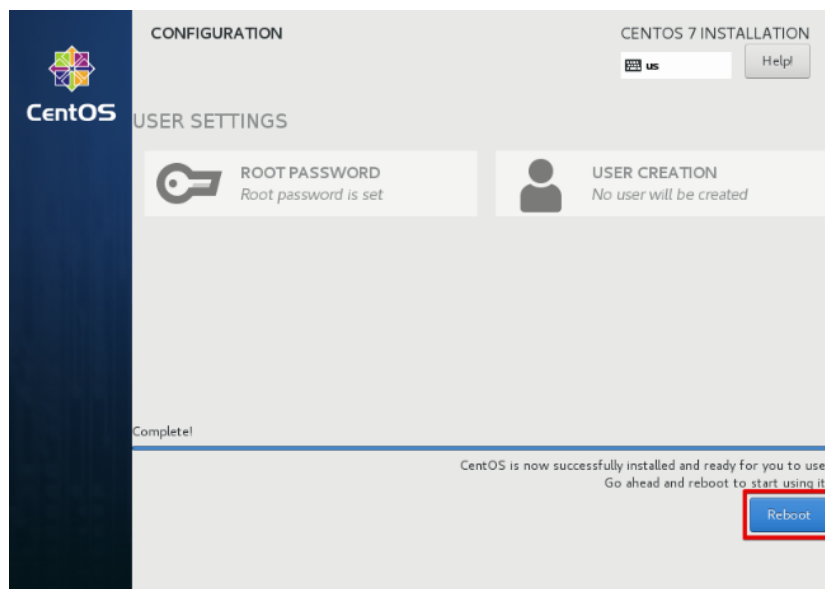 CONFIGURATION
CENTOS 7 INSTALLATION
us
Help!
CentOS
USER SETTINGS
ROOT PASSWORD
Root password is set
USER CREATION
No user will be created
Complete!
CentOS is now successfully installed and ready for you to use
Go ahead and reboot to start using it
Reboot